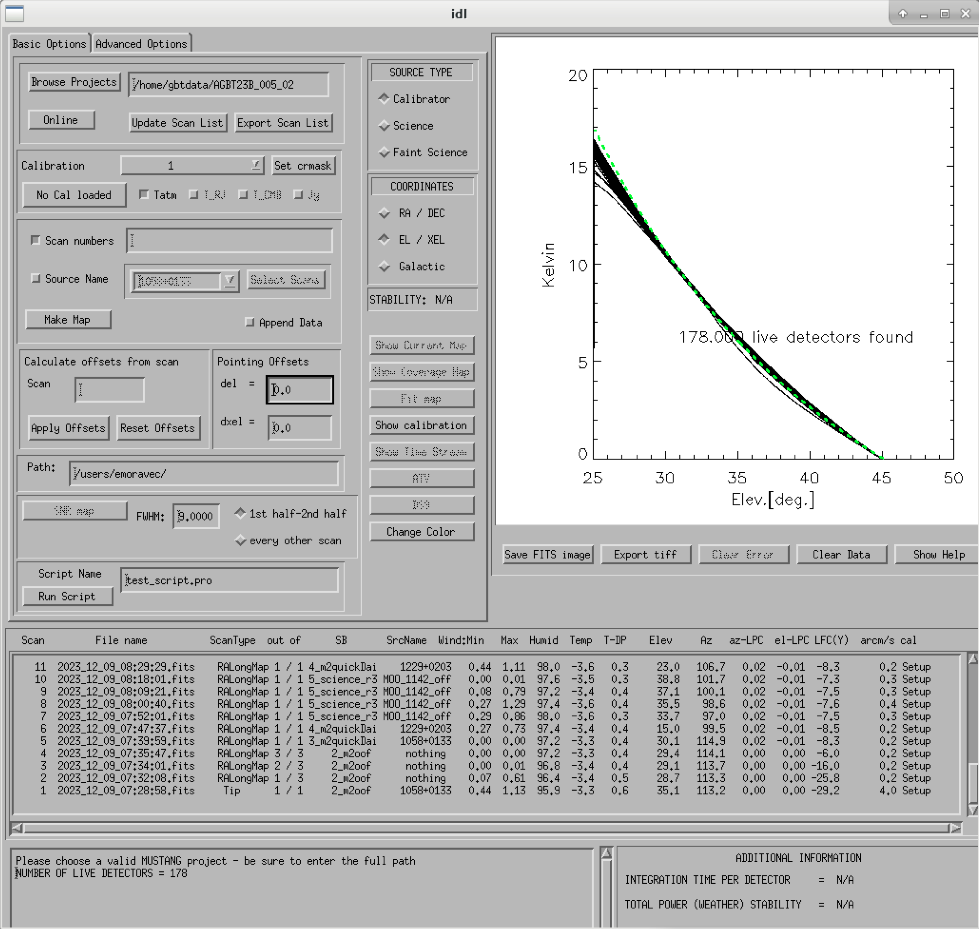 idl
Basic Options Advanced Options
Browse Projects /home/gbtdata/AGBT23B_005_02
Online Update Scan List Export Scan List
Calibration 1 Set crmask
No Cal loaded Tatm T_RJ T_CMB Jy
Scan numbers
Source Name Select Scans
Make Map Append Data
Calculate offsets from scan
Scan
Apply Offsets Reset Offsets
Pointing Offsets
del = 0.0
dxel = 0.0
Path: /users/emoravec/
SNR map FWHM: 9.0000 1st half-2nd half
every other scan
Script Name test_script.pro
Run Script
SOURCE TYPE
Calibrator
Science
Faint Science
COORDINATES
RA / DEC
EL / XEL
Galactic
STABILITY: N/A
Show Current Map
Show Coverage Map
Fit map
Show calibration
Show Time Stream
ATV
DS9
Change Color
20
15
10
5
0
Kelvin
178.000 live detectors found
25 30 35 40 45 50
Elev.[deg.]
Save FITS image Export tiff Clear Error Clear Data Show Help
Scan File name ScanType out of SB SrcName Wind:Min Max Humid Temp T-DP Elev Az az-LPC el-LPC LFC(Y) arcm/s cal
11 2023_12_09_08:29:29.fits RALongMap 1 / 1 4_m2quickDai 1229+0203 0.44 1.11 98.0 -3.6 0.3 23.0 106.7 0.02 -0.01 -8.3 0.2 Setup
10 2023_12_09_08:18:01.fits RALongMap 1 / 1 5_science_r3 MOO_1142_off 0.00 0.01 97.6 -3.5 0.3 38.8 101.7 0.02 -0.01 -7.3 0.3 Setup
9 2023_12_09_08:09:21.fits RALongMap 1 / 1 5_science_r3 MOO_1142_off 0.08 0.79 97.2 -3.4 0.4 37.1 100.1 0.02 -0.01 -7.5 0.3 Setup
8 2023_12_09_08:00:40.fits RALongMap 1 / 1 5_science_r3 MOO_1142_off 0.27 1.29 97.4 -3.6 0.4 35.5 98.6 0.02 -0.01 -7.6 0.4 Setup
7 2023_12_09_07:52:01.fits RALongMap 1 / 1 5_science_r3 MOO_1142_off 0.29 0.86 98.0 -3.6 0.3 33.7 97.0 0.02 -0.01 -7.5 0.3 Setup
6 2023_12_09_07:47:37.fits RALongMap 1 / 1 4_m2quickDai 1229+0203 0.27 0.73 97.4 -3.4 0.4 15.0 99.5 0.02 -0.01 -8.5 0.2 Setup
5 2023_12_09_07:39:59.fits RALongMap 1 / 1 3_m2quickDai 1058+0133 0.00 0.00 97.2 -3.3 0.4 30.1 114.9 0.02 -0.01 -8.3 0.2 Setup
4 2023_12_09_07:35:47.fits RALongMap 3 / 3 2_m2oof nothing 0.00 0.00 97.2 -3.3 0.4 29.4 114.1 0.00 0.00 -6.0 0.2 Setup
3 2023_12_09_07:34:01.fits RALongMap 2 / 3 2_m2oof nothing 0.00 0.01 96.8 -3.4 0.4 29.1 113.7 0.00 0.00 -16.0 0.2 Setup
2 2023_12_09_07:32:08.fits RALongMap 1 / 3 2_m2oof nothing 0.07 0.61 96.4 -3.4 0.5 28.7 113.3 0.00 0.00 -25.8 0.2 Setup
1 2023_12_09_07:28:58.fits Tip 1 / 1 2_m2oof 1058+0133 0.44 1.13 95.9 -3.3 0.6 35.1 113.2 0.00 0.00 -29.2 4.0 Setup
Please choose a valid MUSTANG project - be sure to enter the full path
NUMBER OF LIVE DETECTORS = 178
ADDITIONAL INFORMATION
INTEGRATION TIME PER DETECTOR = N/A
TOTAL POWER (WEATHER) STABILITY = N/A